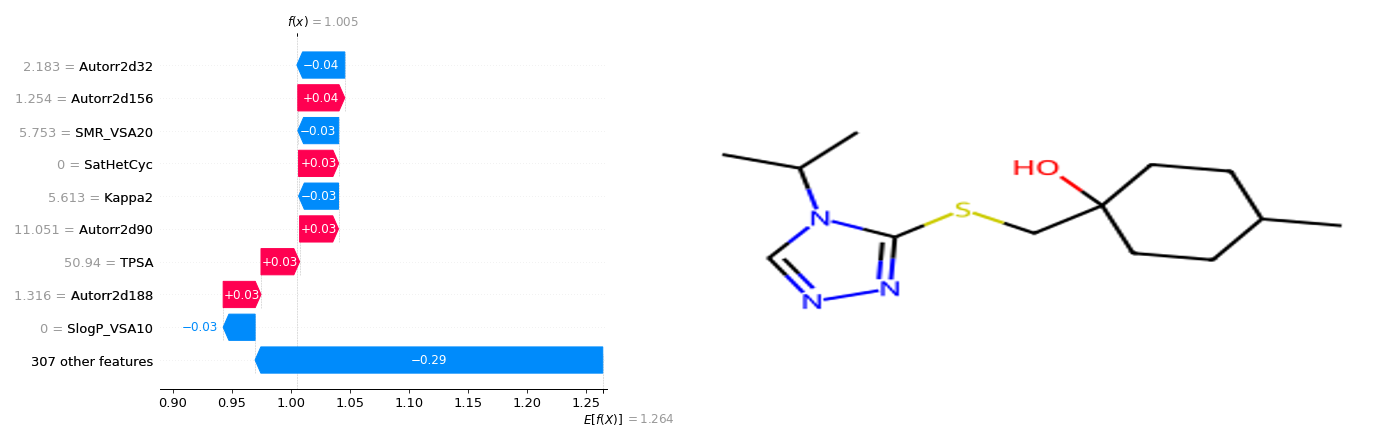 f(x) = 1.005
2.183 = Autorr2d32
−0.04
1.254 = Autorr2d156
+0.04
5.753 = SMR_VSA20
−0.03
0 = SatHetCyc
+0.03
5.613 = Kappa2
−0.03
11.051 = Autorr2d90
+0.03
50.94 = TPSA
+0.03
1.316 = Autorr2d188
+0.03
0 = SlogP_VSA10
−0.03
307 other features
−0.29
0.90 0.95 1.00 1.05 1.10 1.15 1.20 1.25
E[f(X)] = 1.264
HO
S
N
N
N